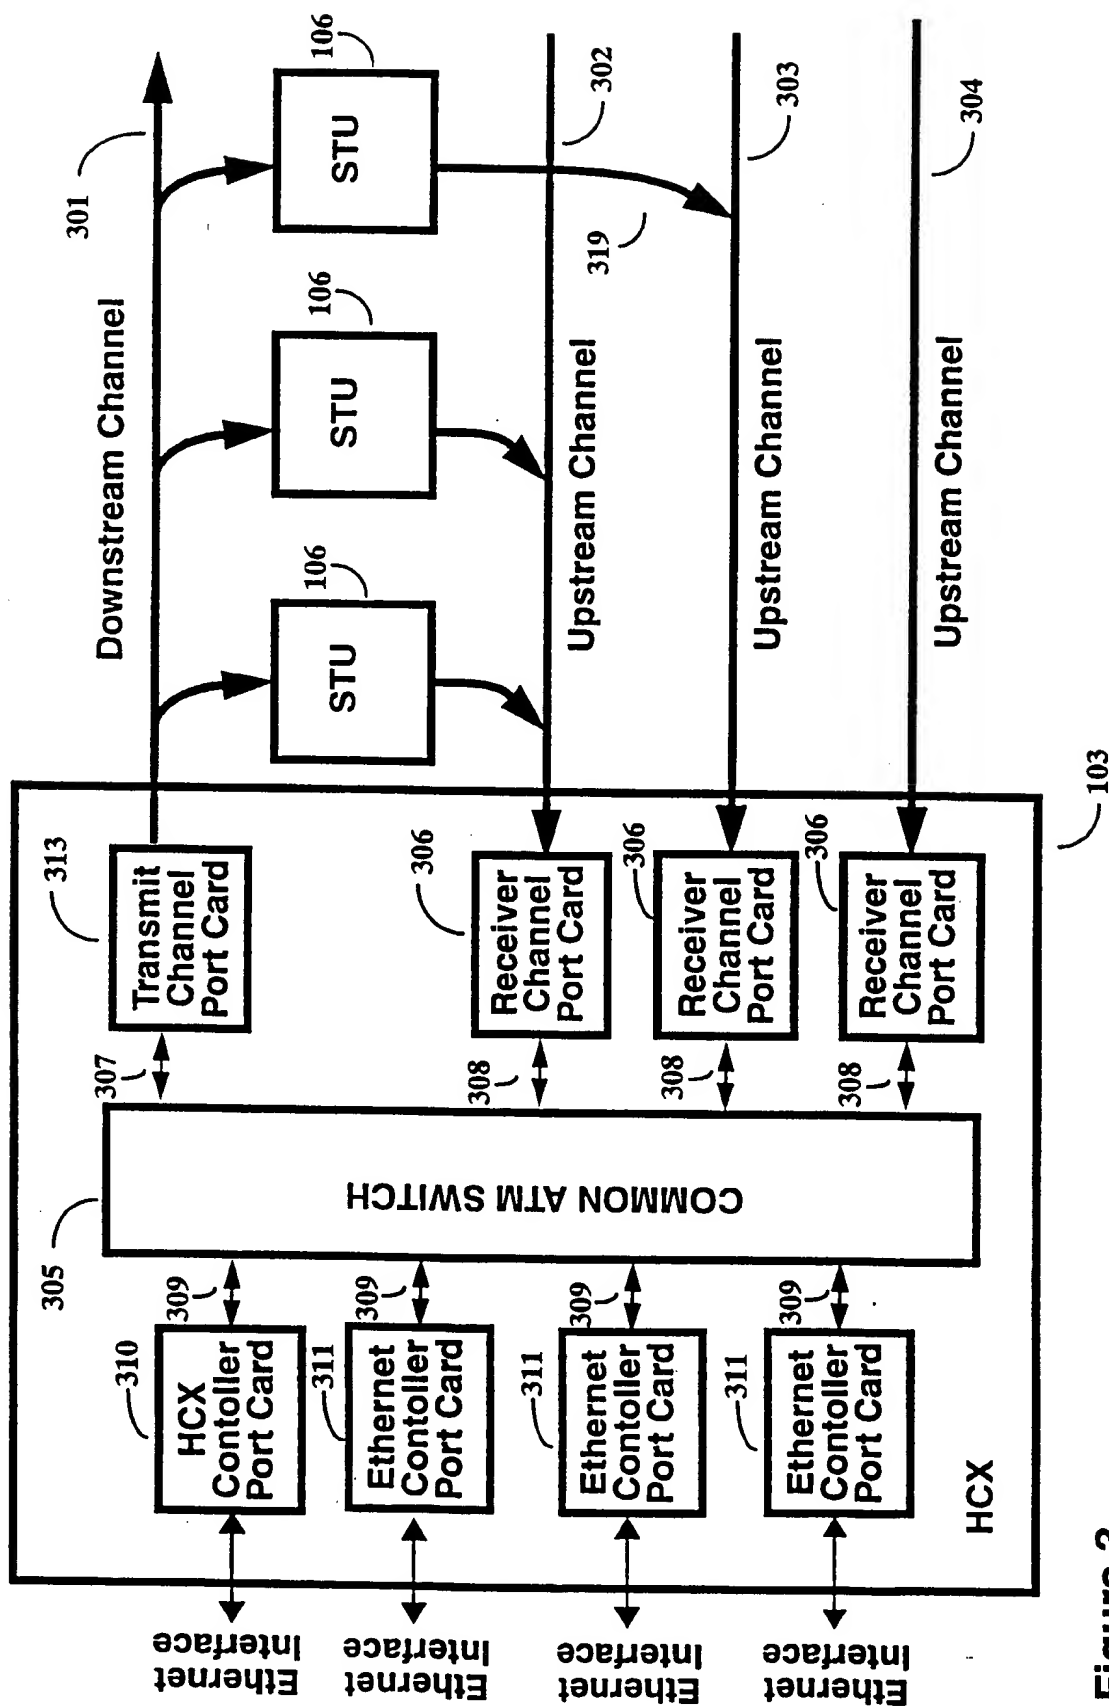 Downstream Channel
301
106
STU
106
STU
106
STU
302
Upstream Channel
319
303
Upstream Channel
304
Upstream Channel
313
Transmit
Channel
Port Card
307
306
Receiver
Channel
Port Card
308
306
Receiver
Channel
Port Card
308
306
Receiver
Channel
Port Card
308
305
COMMON ATM SWITCH
309
310
HCX
Contoller
Port Card
Ethernet
Interface
309
311
Ethernet
Contoller
Port Card
Ethernet
Interface
309
311
Ethernet
Contoller
Port Card
Ethernet
Interface
309
311
Ethernet
Contoller
Port Card
Ethernet
Interface
HCX
103
Figure 3